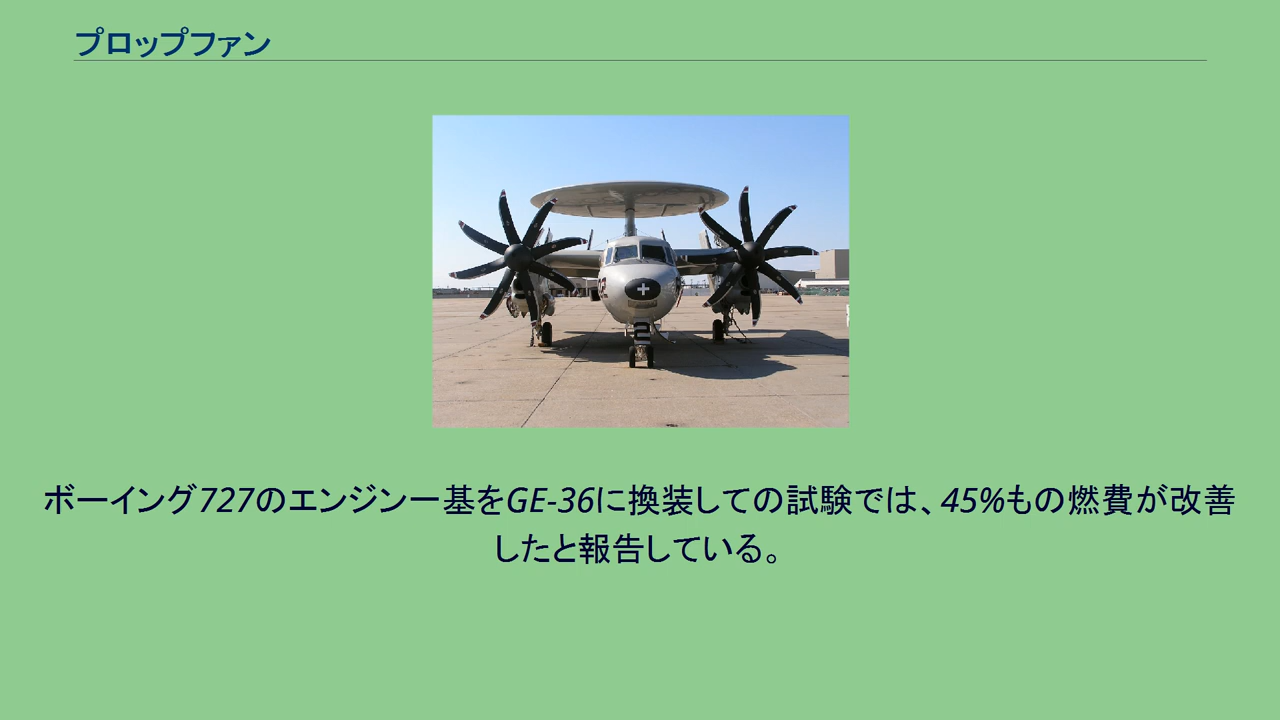 プロップファン
ボーイング727のエンジン一基をGE-36に換装しての試験では、45%もの燃費が改善
したと報告している。